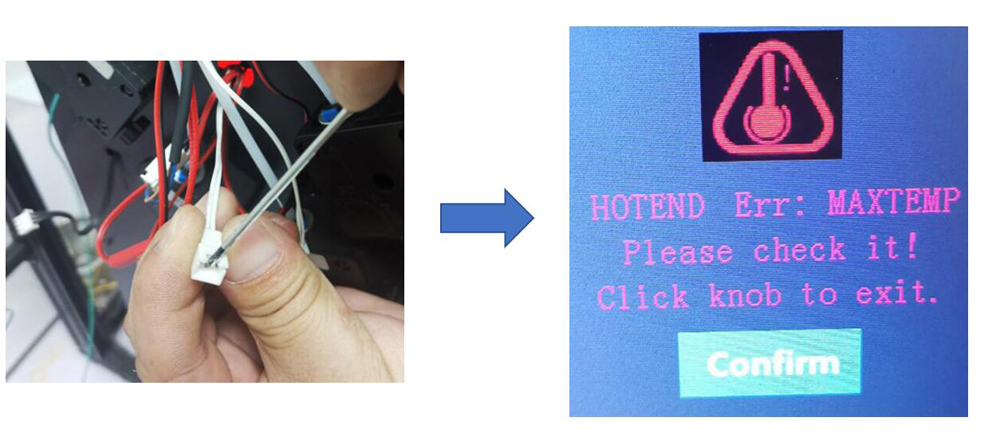 HOTEND Err: MAXTEMP
Please check it!
Click knob to exit.
Confirm